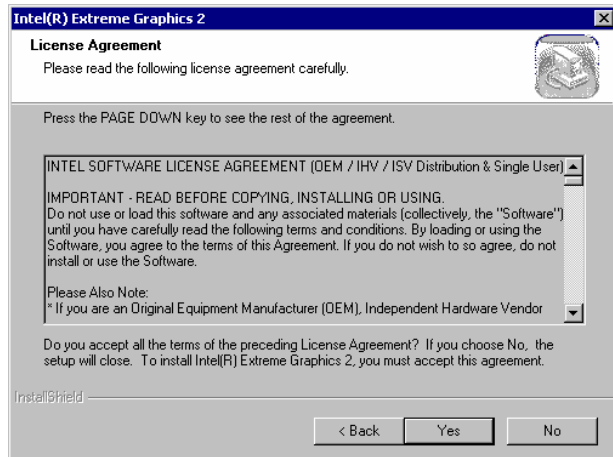 Intel(R) Extreme Graphics 2
License Agreement
Please read the following license agreement carefully.
Press the PAGE DOWN key to see the rest of the agreement.
INTEL SOFTWARE LICENSE AGREEMENT (OEM / IHV / ISV Distribution & Single User)
IMPORTANT - READ BEFORE COPYING, INSTALLING OR USING.
Do not use or load this software and any associated materials (collectively, the "Software")
until you have carefully read the following terms and conditions. By loading or using the
Software, you agree to the terms of this Agreement. If you do not wish to so agree, do not
install or use the Software.
Please Also Note:
* If you are an Original Equipment Manufacturer (OEM), Independent Hardware Vendor
Do you accept all the terms of the preceding License Agreement? If you choose No, the
setup will close. To install Intel(R) Extreme Graphics 2, you must accept this agreement.
InstallShield
< Back
Yes
No